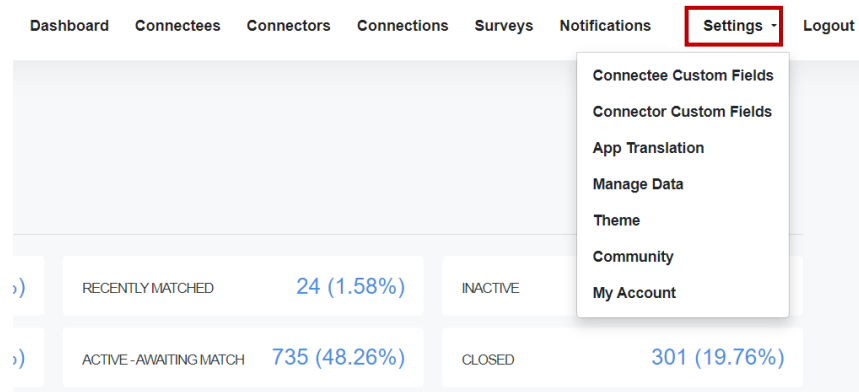 Dashboard Connectees Connectors Connections Surveys Notifications Settings Logout
Connectee Custom Fields
Connector Custom Fields
App Translation
Manage Data
Theme
Community
My Account
%) RECENTLY MATCHED 24 (1.58%) INACTIVE
%) ACTIVE - AWAITING MATCH 735 (48.26%) CLOSED 301 (19.76%)